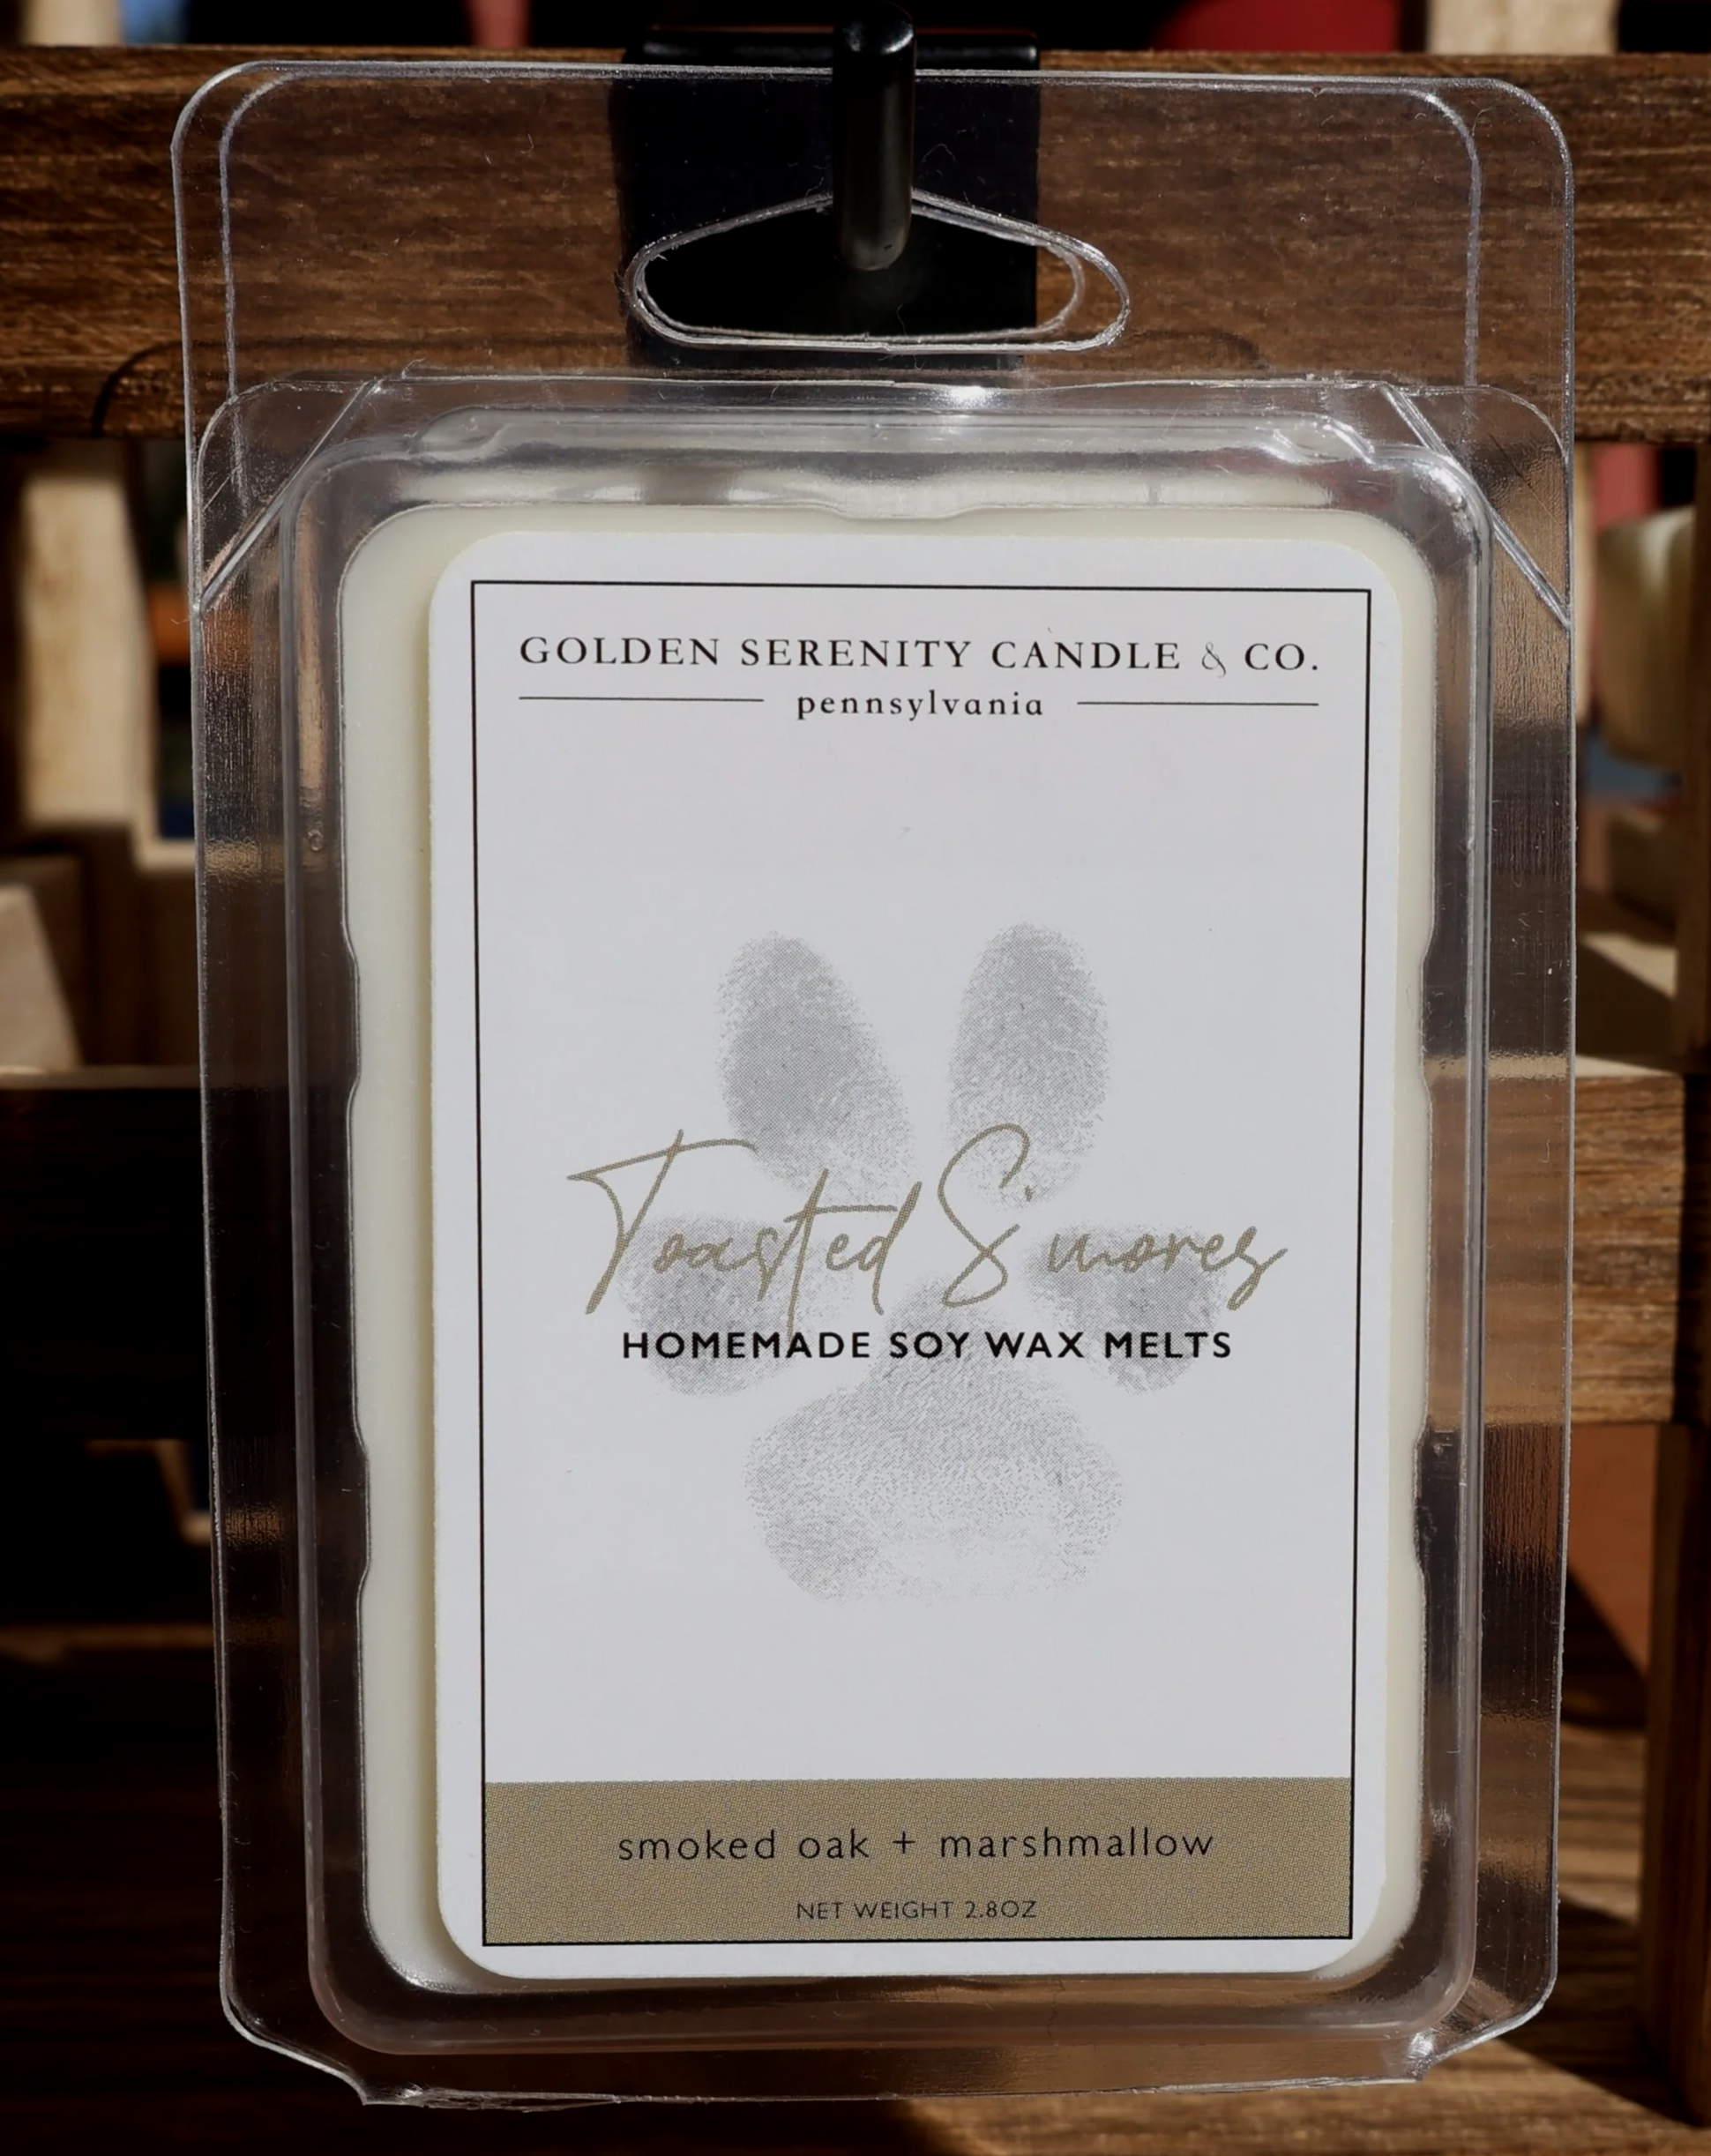 GOLDEN SERENITY CANDLE & CO.
pennsylvania
Toasted S'mores
HOMEMADE SOY WAX MELTS
smoked oak + marshmallow
NET WEIGHT 2.8OZ